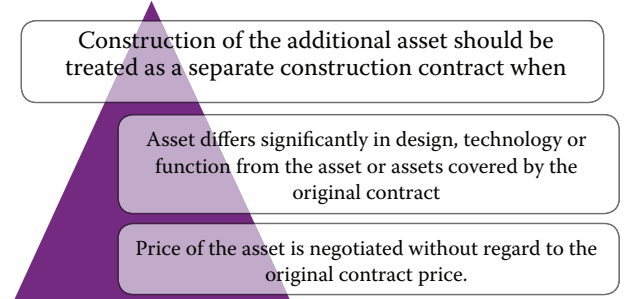 Construction of the additional asset should be
treated as a separate construction contract when
Asset differs significantly in design, technology or
function from the asset or assets covered by the
original contract
Price of the asset is negotiated without regard to the
original contract price.